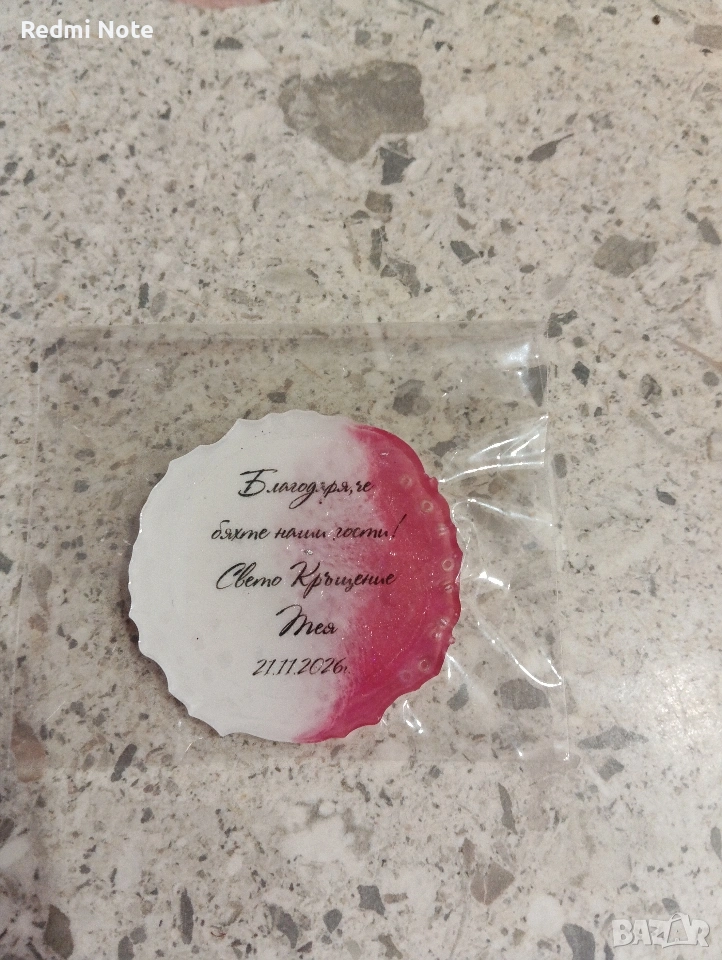 Redmi Note
Благодаря,че
бяхте наши гости!
Свето Кръщение
Тея
21.11.2026г.
BAZAR